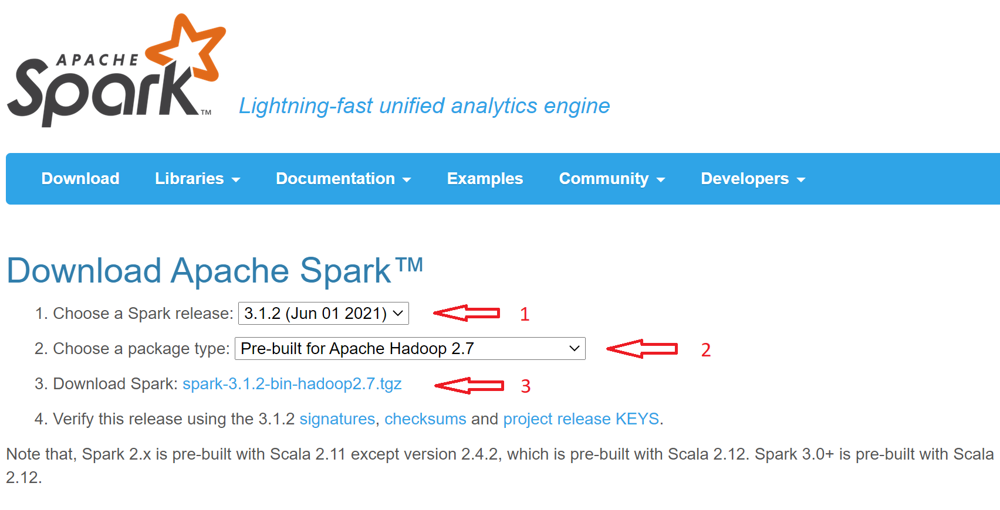 APACHE
Spark™
Lightning-fast unified analytics engine
Download Libraries Documentation Examples Community Developers
Download Apache Spark™
1. Choose a Spark release: 3.1.2 (Jun 01 2021) 1
2. Choose a package type: Pre-built for Apache Hadoop 2.7 2
3. Download Spark: spark-3.1.2-bin-hadoop2.7.tgz 3
4. Verify this release using the 3.1.2 signatures, checksums and project release KEYS.
Note that, Spark 2.x is pre-built with Scala 2.11 except version 2.4.2, which is pre-built with Scala 2.12. Spark 3.0+ is pre-built with Scala
2.12.